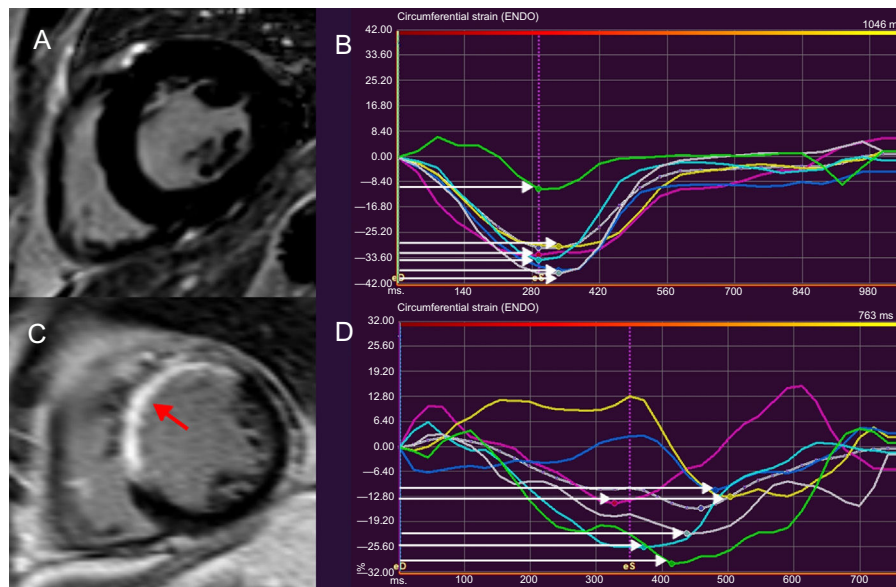 A
B
Circumferential strain (ENDO)
1046 m
42.00
33.60
25.20
16.80
8.40
0.00
—8.40
—16.80
—25.20
—33.60
—42.00
eD
eS
ms.
140
280
420
560
700
840
980
C
D
Circumferential strain (ENDO)
763 ms
32.00
25.60
19.20
12.80
6.40
0.00
—6.40
—12.80
—19.20
—25.60
—32.00
%
eD
eS
ms.
100
200
300
400
500
600
700